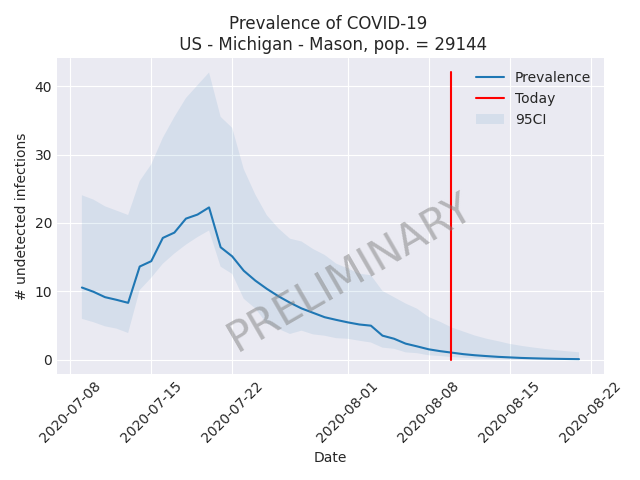 Prevalence of COVID-19
US - Michigan - Mason, pop. = 29144
# undetected infections
40
30
20
10
0
Prevalence
Today
95CI
PRELIMINARY
2020-07-08
2020-07-15
2020-07-22
2020-08-01
2020-08-08
2020-08-15
2020-08-22
Date